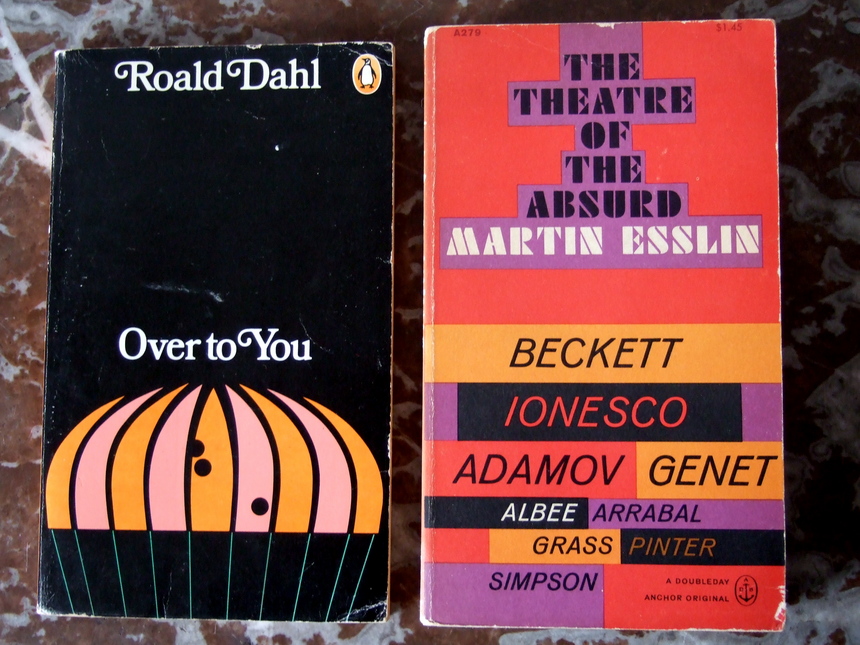 Roald Dahl
Over to You
A279
$1.45
THE
THEATRE
OF
THE
ABSURD
MARTIN ESSLIN
BECKETT
IONESCO
ADAMOV GENET
ALBEE ARRABAL
GRASS PINTER
SIMPSON
A DOUBLEDAY
ANCHOR ORIGINAL